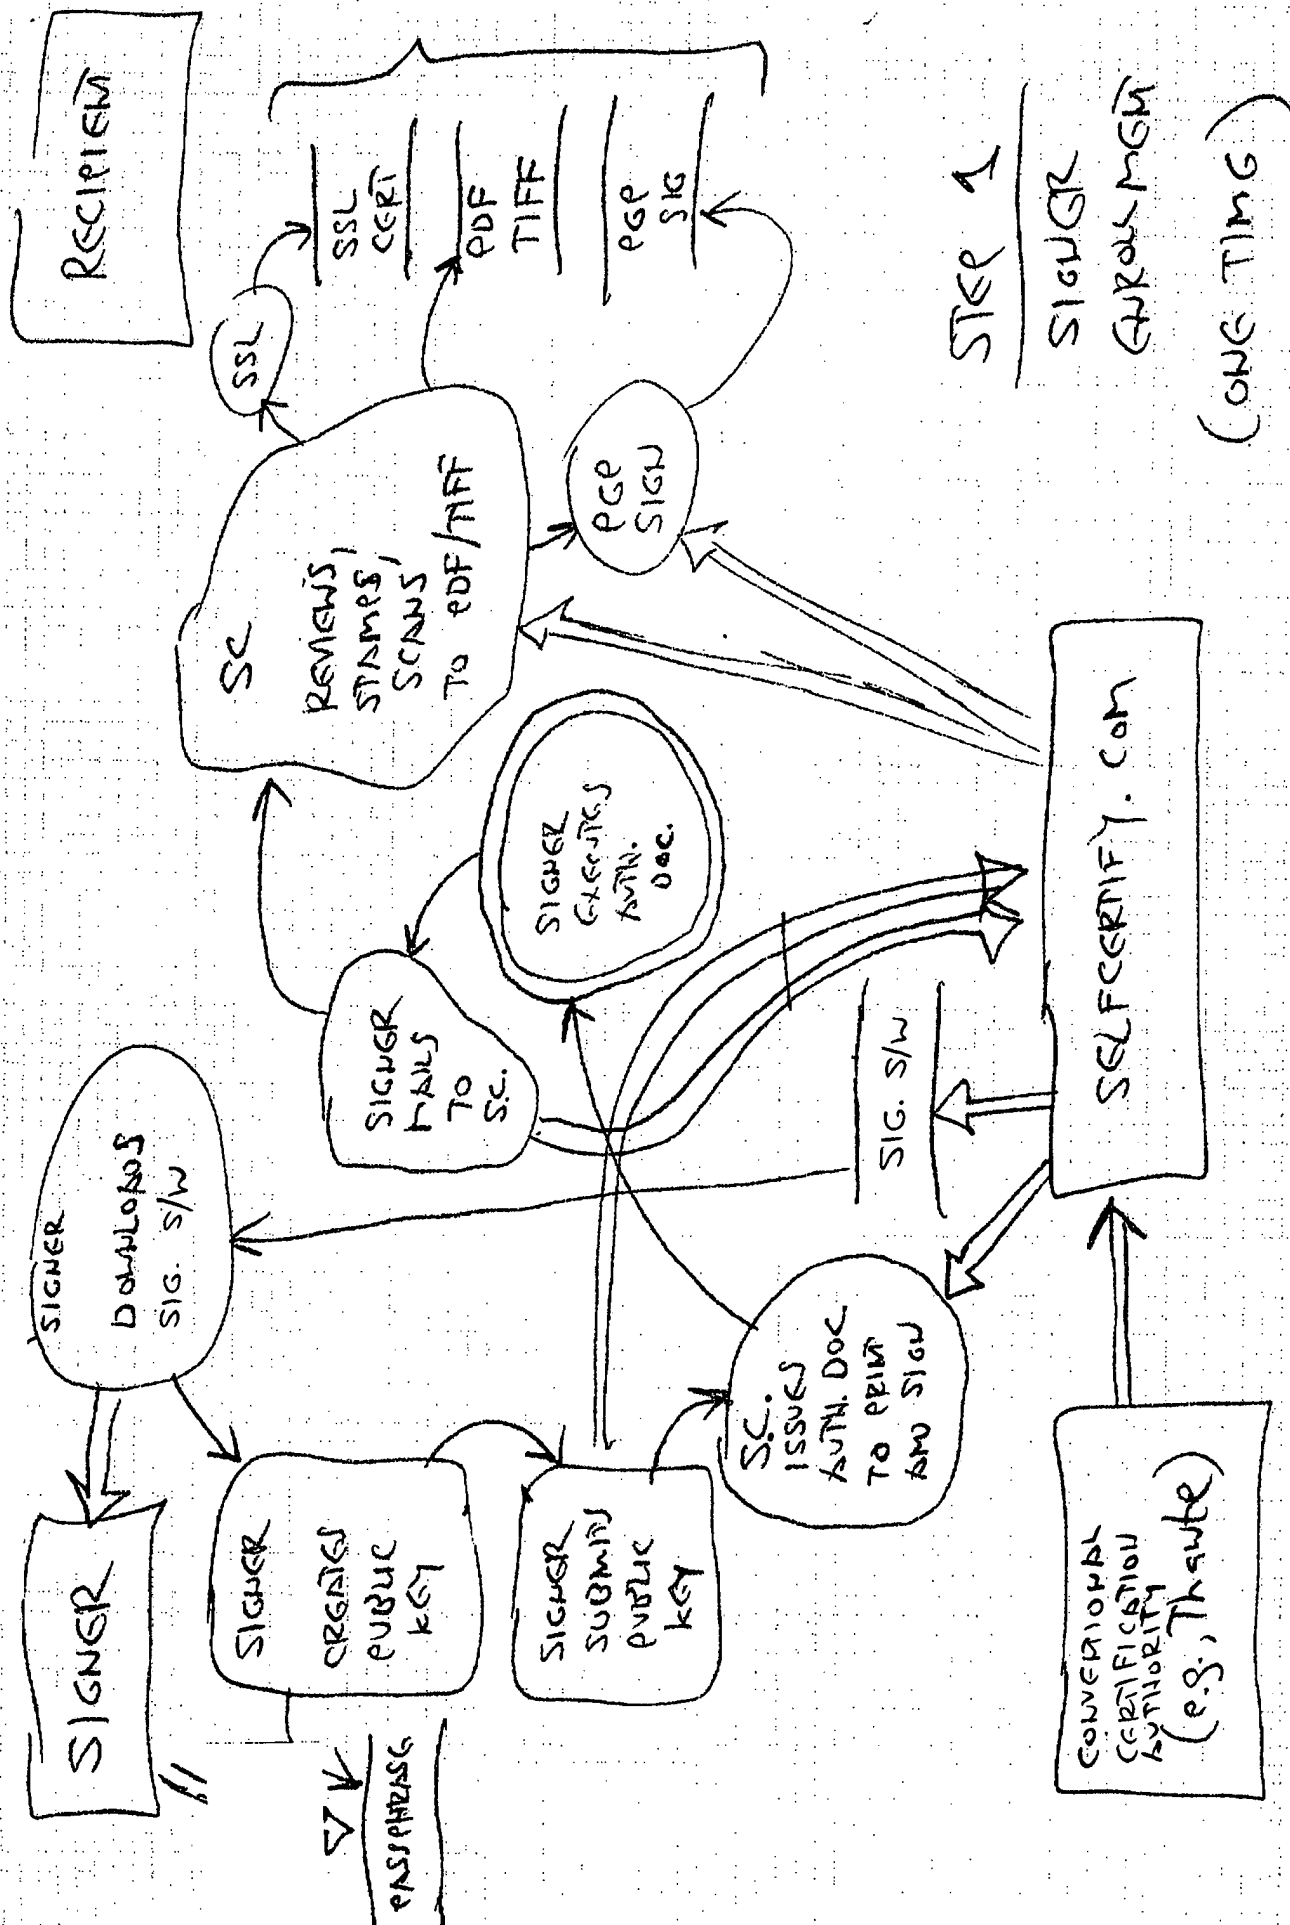 SIGNER
SIGNER
DOWNLOADS
SIG. S/W
RECIPIENT
SIGNER
CREATES
PUBLIC
KEY
PASSPHRASE
SIGNER
SUBMITS
PUBLIC
KEY
S.C.
ISSUES
AUTH. DOC
TO PRINT
AND SIGN
SIGNER
MAILS
TO
S.C.
SIGNER
EXECUTES
AUTH.
DOC.
SC
REVIEWS,
STAMPS,
SCANS
TO PDF/TIFF
SSL
PGP
SIGN
SSL
CERT
PDF
TIFF
PGP
SIG
SIG. S/W
CONVENTIONAL
CERTIFICATION
AUTHORITY
(e.g., Thawte)
SELFCERTIFY.COM
STEP 1
SIGNER
ENROLLMENT
(ONE TIME)